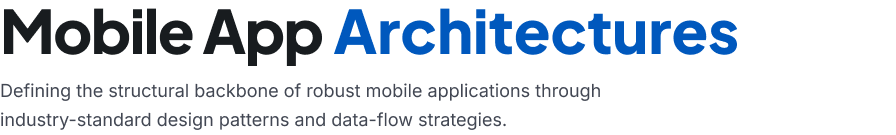 Mobile App Architectures
Defining the structural backbone of robust mobile applications through
industry-standard design patterns and data-flow strategies.